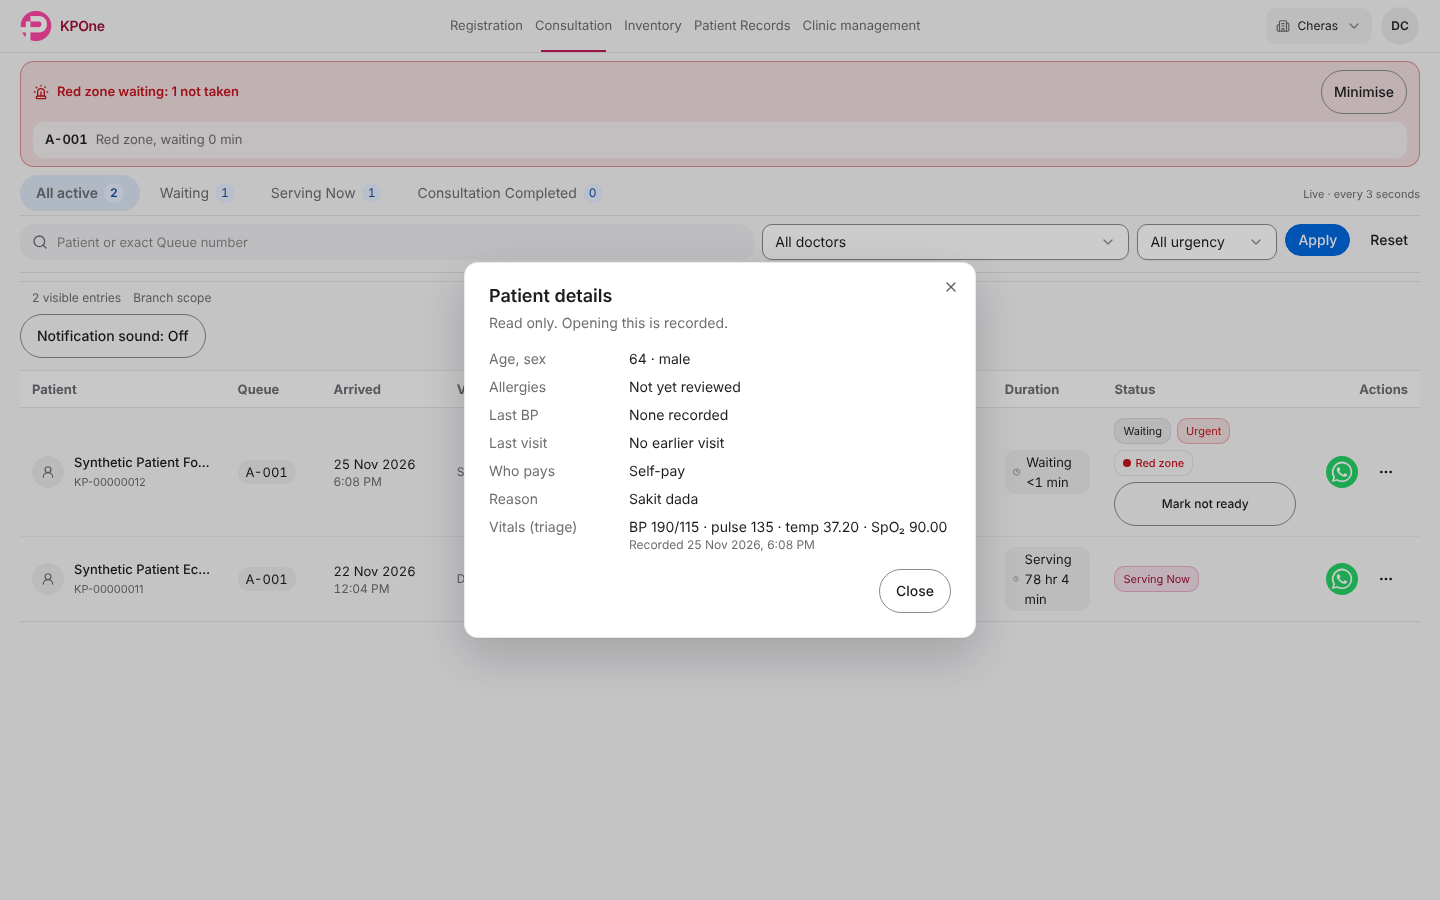 KPOne
Registration Consultation Inventory Patient Records Clinic management
Cheras
DC
Red zone waiting: 1 not taken
Minimise
A-001 Red zone, waiting 0 min
All active 2 Waiting 1 Serving Now 1 Consultation Completed 0
Live · every 3 seconds
Patient or exact Queue number
All doctors
All urgency
Apply
Reset
2 visible entries Branch scope
Notification sound: Off
Patient Queue Arrived V Duration Status Actions
Synthetic Patient Fo...
KP-00000012
A-001
25 Nov 2026
6:08 PM
S
Waiting
<1 min
Waiting Urgent
Red zone
Mark not ready
Synthetic Patient Ec...
KP-00000011
A-001
22 Nov 2026
12:04 PM
D
Serving
78 hr 4
min
Serving Now
Patient details
Read only. Opening this is recorded.
Age, sex 64 · male
Allergies Not yet reviewed
Last BP None recorded
Last visit No earlier visit
Who pays Self-pay
Reason Sakit dada
Vitals (triage) BP 190/115 · pulse 135 · temp 37.20 · SpO₂ 90.00
Recorded 25 Nov 2026, 6:08 PM
Close